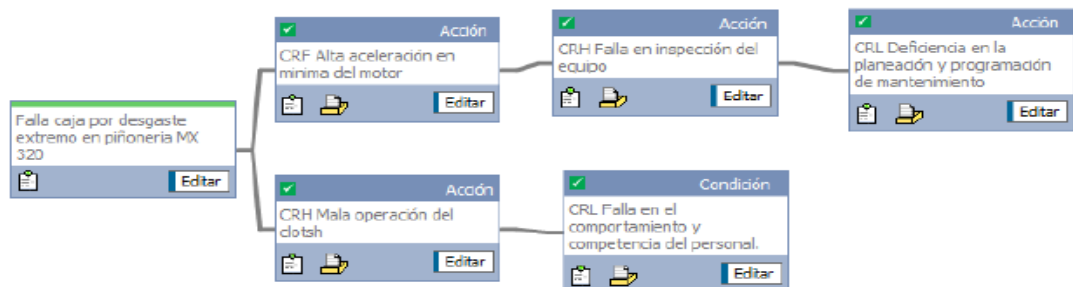 Acción
CRF Alta aceleración en
minima del motor
Editar
Acción
CRH Falla en inspección del
equipo
Editar
Acción
CRL Deficiencia en la
planeación y programación
de mantenimiento
Editar
Falla caja por desgaste
extremo en piñoneria MX
320
Editar
Acción
CRH Mala operación del
clotsh
Editar
Condición
CRL Falla en el
comportamiento y
competencia del personal.
Editar